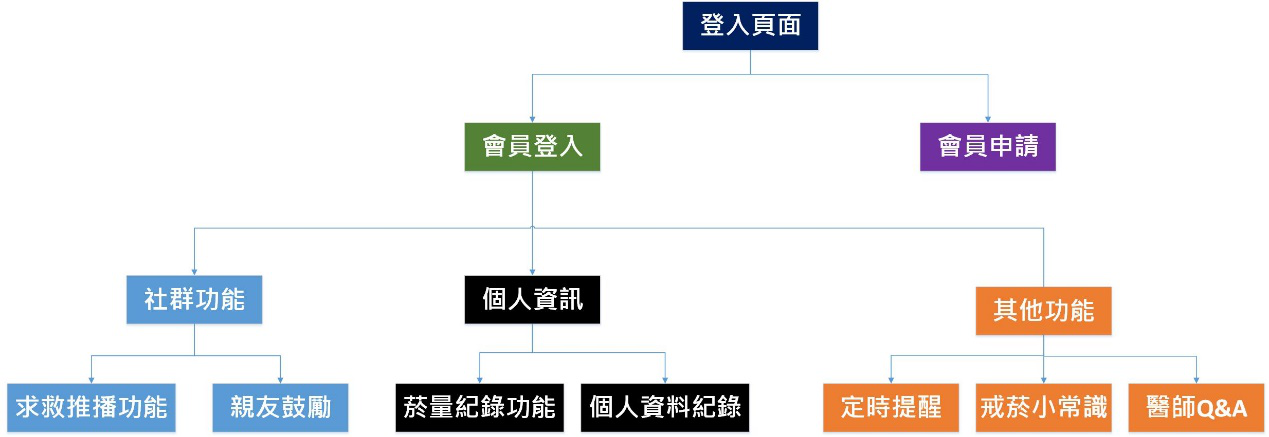 登入頁面
會員登入
會員申請
社群功能
個人資訊
其他功能
求救推播功能
親友鼓勵
菸量紀錄功能
個人資料紀錄
定時提醒
戒菸小常識
醫師Q&A